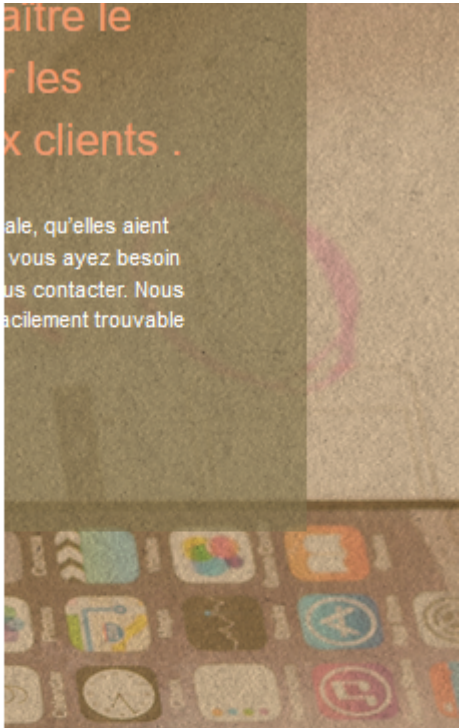 aître le
r les
x clients .
ale, qu'elles aient
vous ayez besoin
us contacter. Nous
acilement trouvable